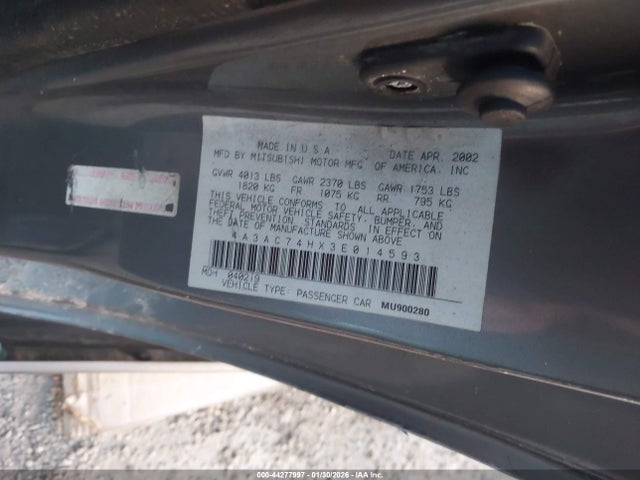 MADE IN U S A DATE APR. 2002
MFD BY MITSUBISHI MOTOR MFG. OF AMERICA. INC
GVWR 4013 LBS GAWR 2370 LBS GAWR 1753 LBS
1820 KG FR. 1075 KG RR. 795 KG
THIS VEHICLE CONFORMS TO ALL APPLICABLE
FEDERAL MOTOR VEHICLE SAFETY, BUMPER, AND
THEFT PREVENTION STANDARDS IN EFFECT ON
THE DATE OF MANUFACTURE SHOWN ABOVE
4A3AC74HX3E014593
RDH 040219
VEHICLE TYPE: PASSENGER CAR MU900280
000-44277997 - 01/30/2026 - IAA Inc.